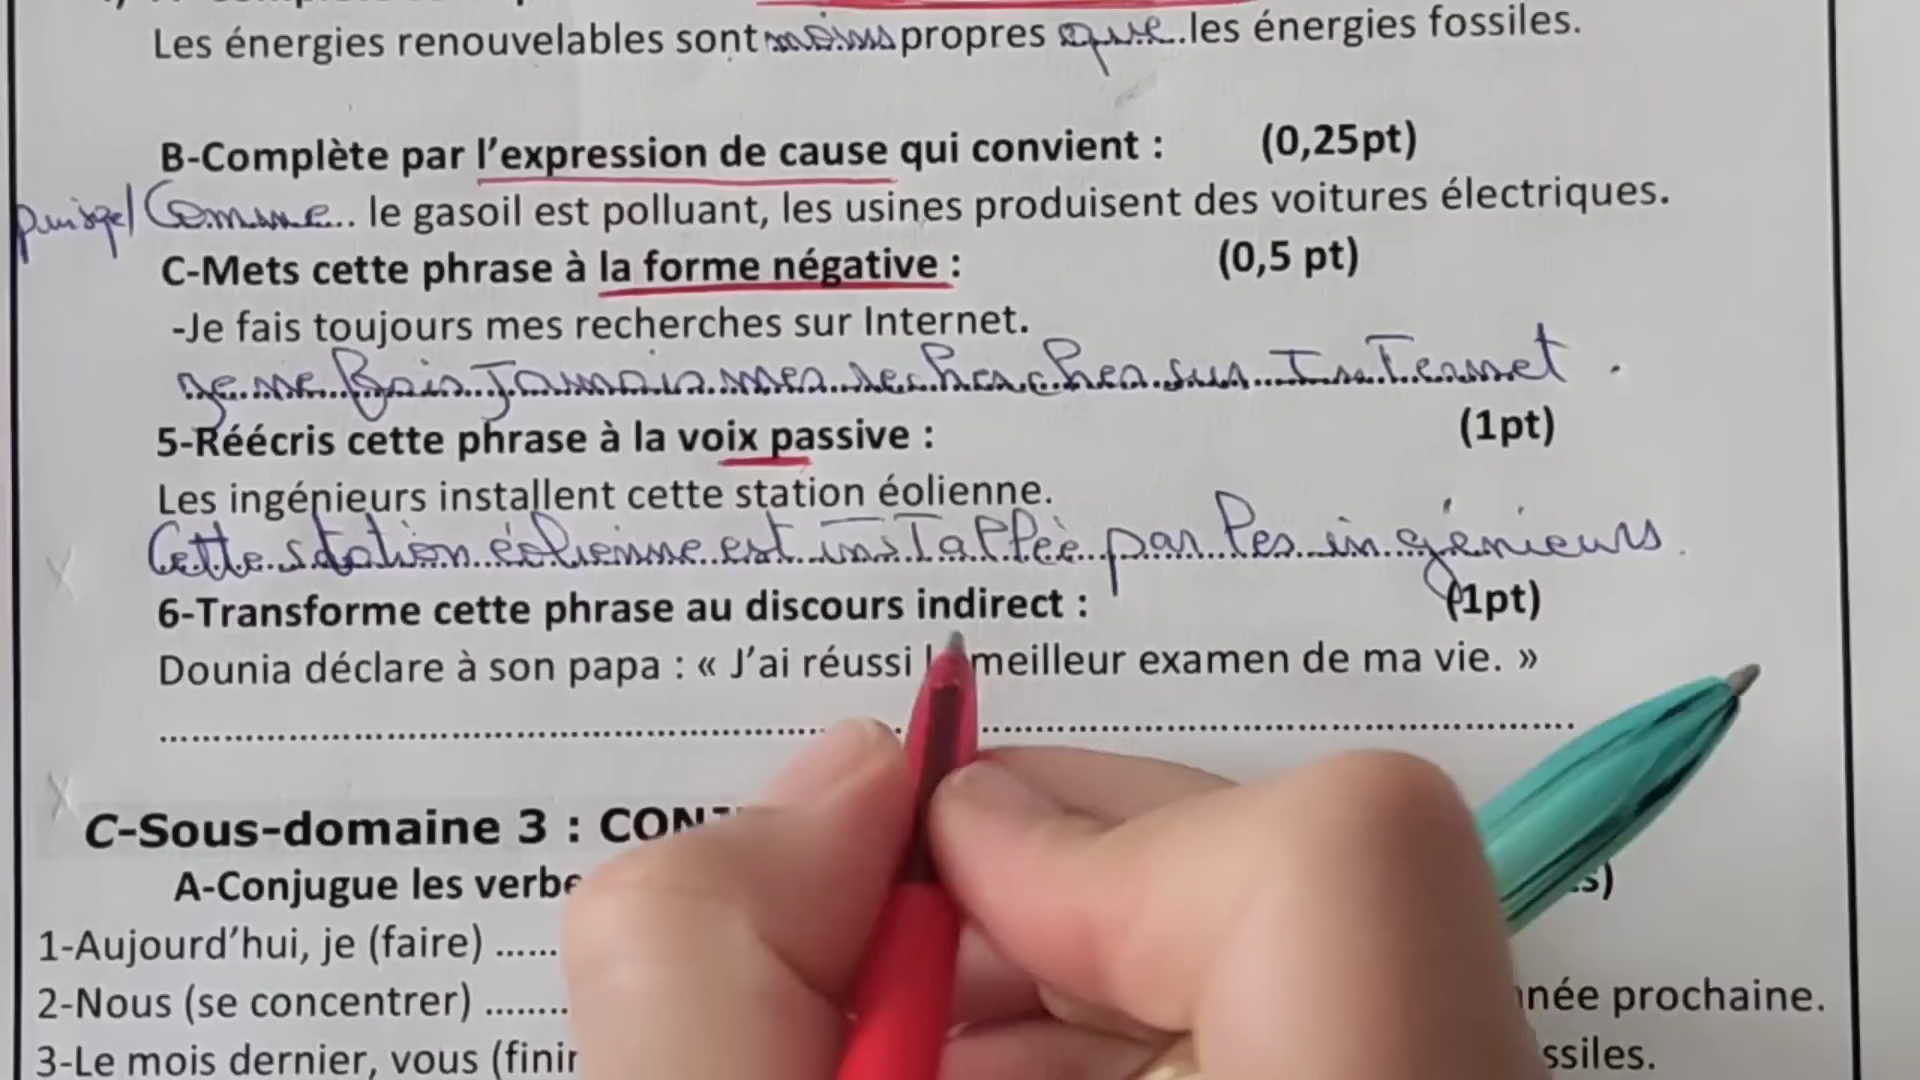 Les énergies renouvelables sont moins propres que les énergies fossiles.
B-Complète par l'expression de cause qui convient : (0,25pt)
puisqe/ Comme... le gasoil est polluant, les usines produisent des voitures électriques.
C-Mets cette phrase à la forme négative : (0,5 pt)
-Je fais toujours mes recherches sur Internet.
Je ne fais jamais mes recherches sur Internet.
5-Réécris cette phrase à la voix passive : (1pt)
Les ingénieurs installent cette station éolienne.
Cette station éolienne est installée par les ingénieurs.
6-Transforme cette phrase au discours indirect : (1pt)
Dounia déclare à son papa : « J'ai réussi meilleur examen de ma vie. »
C-Sous-domaine 3 :
A-Conjugue les
1-Aujourd'hui, je (faire) ......
2-Nous (se concentrer) ........ prochaine.
3-Le mois dernier, vous